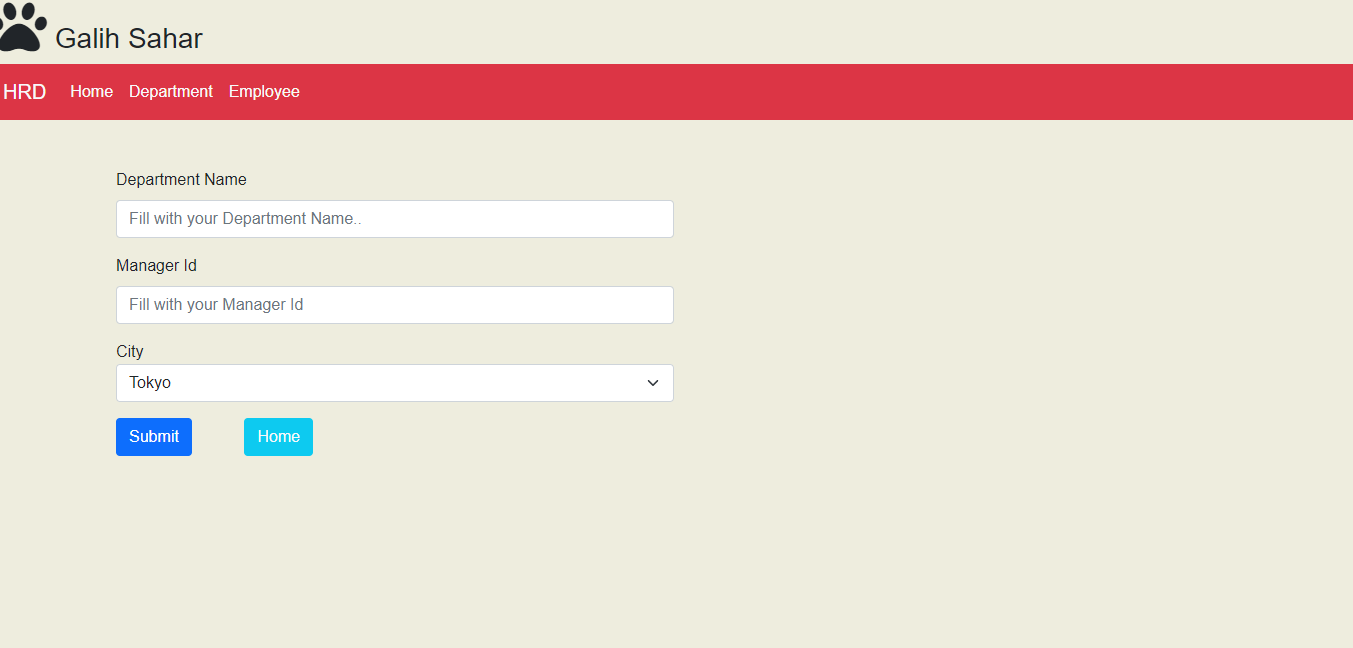 Galih Sahar
HRD Home Department Employee
Department Name
Fill with your Department Name..
Manager Id
Fill with your Manager Id
City
Tokyo
Submit Home